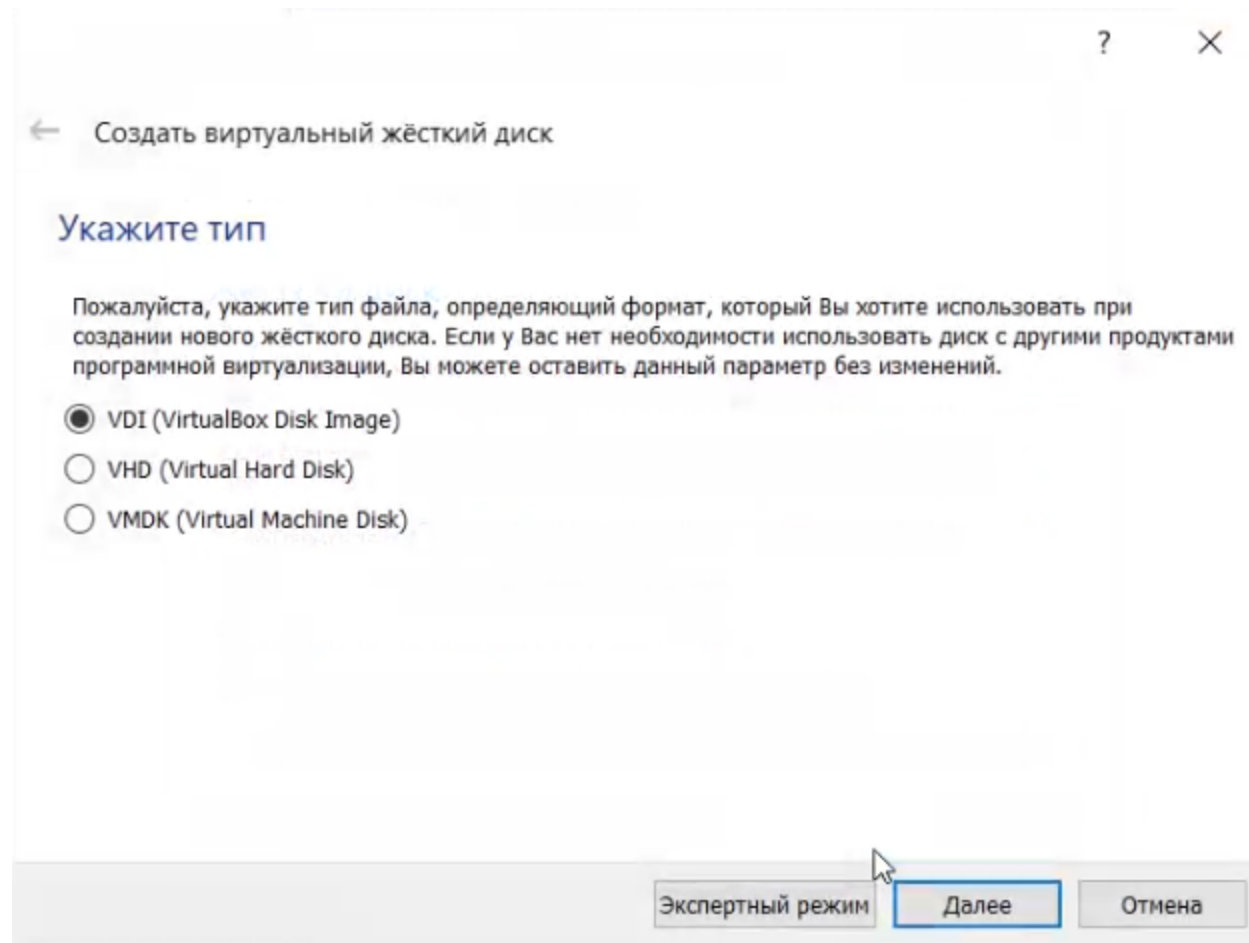 ?
Создать виртуальный жёсткий диск
Укажите тип
Пожалуйста, укажите тип файла, определяющий формат, который Вы хотите использовать при
создании нового жёсткого диска. Если у Вас нет необходимости использовать диск с другими продуктами
программной виртуализации, Вы можете оставить данный параметр без изменений.
VDI (VirtualBox Disk Image)
VHD (Virtual Hard Disk)
VMDK (Virtual Machine Disk)
Экспертный режим Далее Отмена